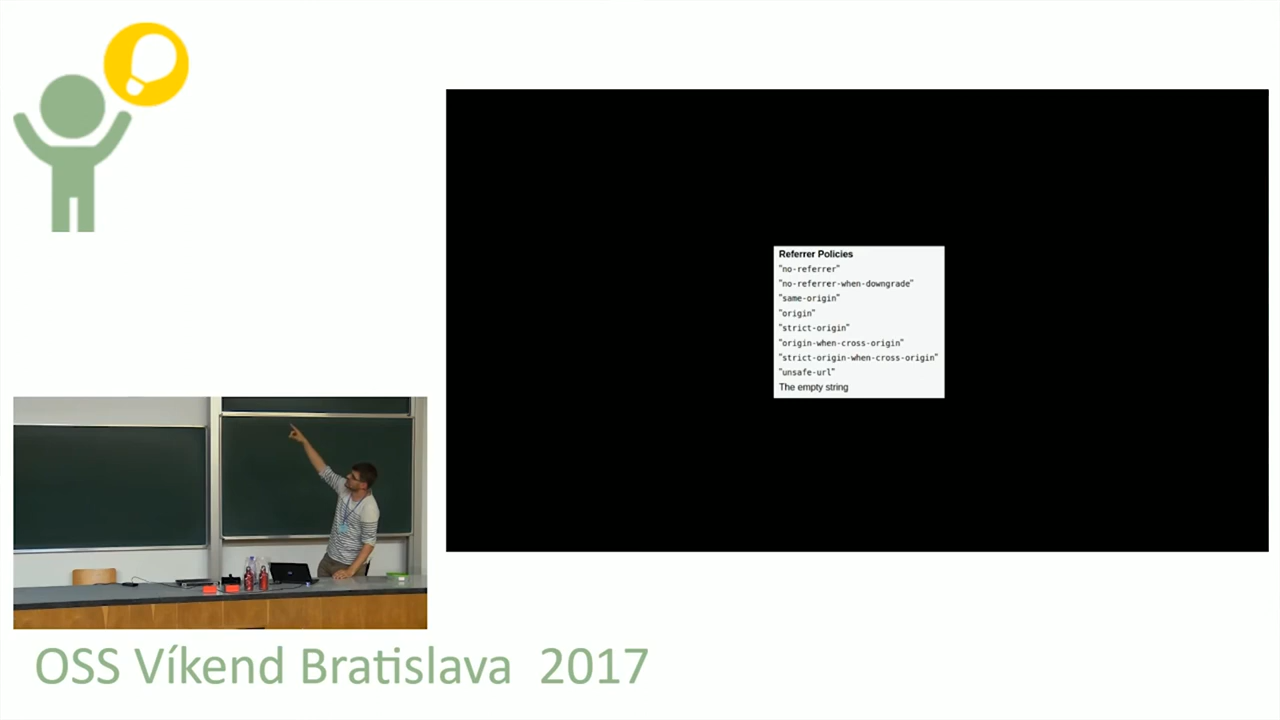 Referrer Policies
"no-referrer"
"no-referrer-when-downgrade"
"same-origin"
"origin"
"strict-origin"
"origin-when-cross-origin"
"strict-origin-when-cross-origin"
"unsafe-url"
The empty string
OSS Víkend Bratislava 2017